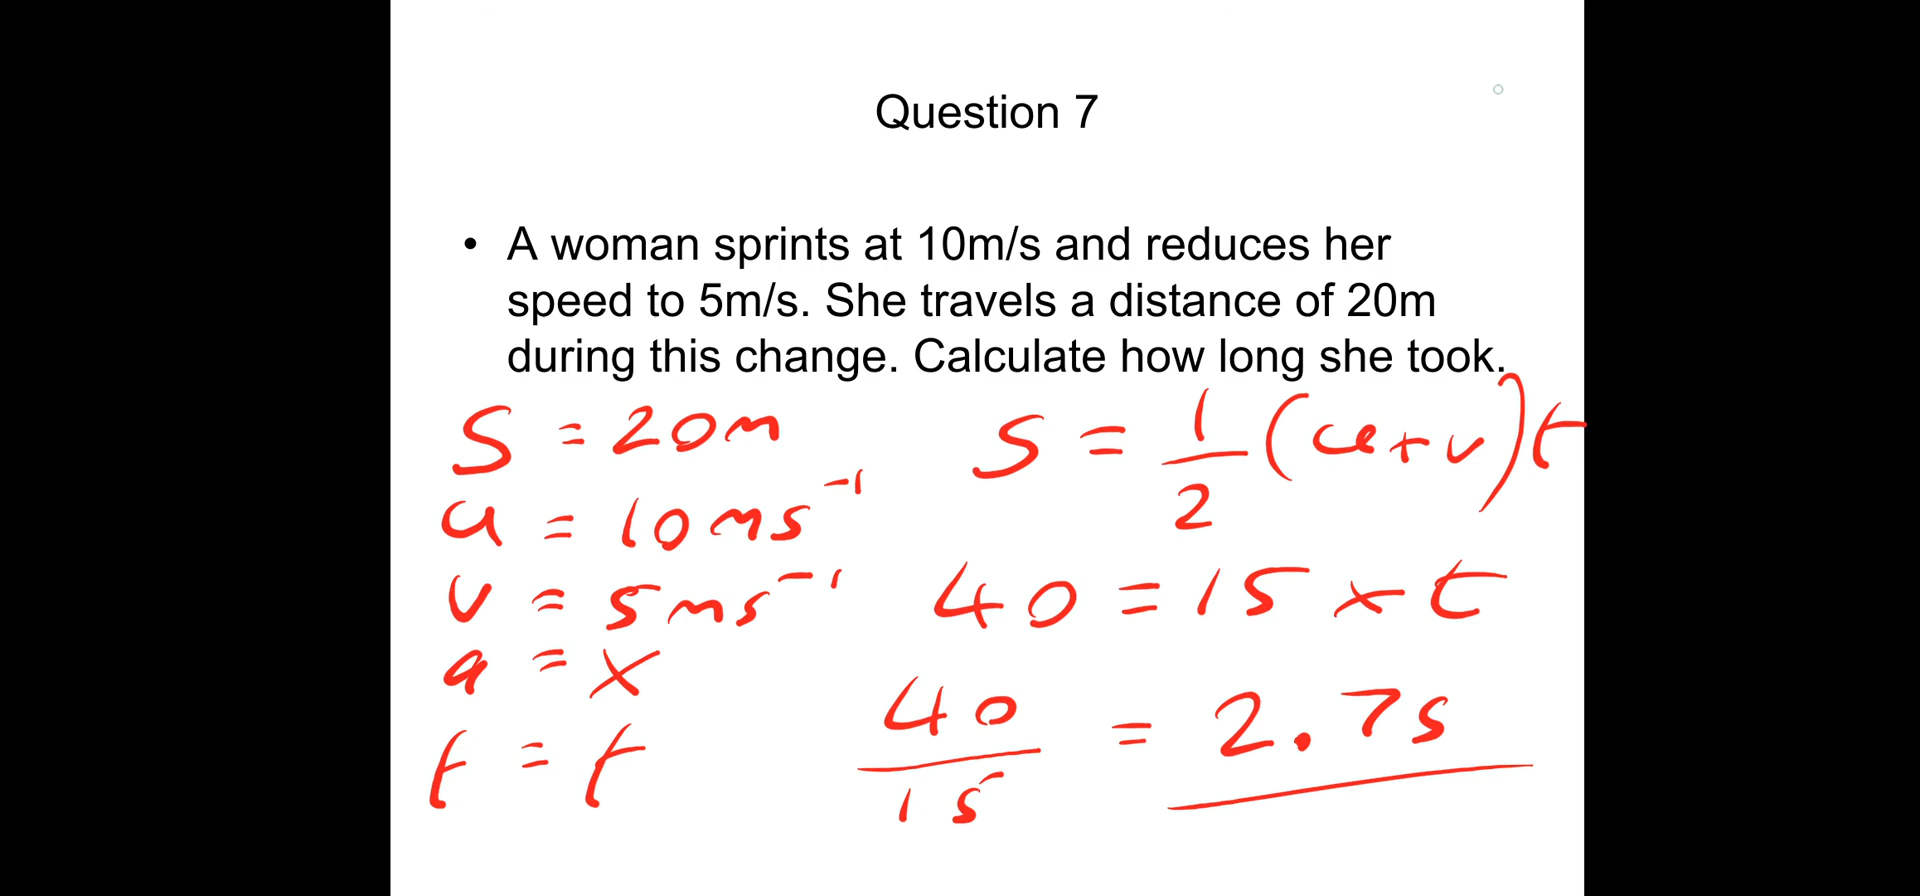 Question 7
• A woman sprints at 10m/s and reduces her
speed to 5m/s. She travels a distance of 20m
during this change. Calculate how long she took.
S = 20m
u = 10ms⁻¹
v = 5ms⁻¹
a = x
t = t
S = 1/2 (u+v)t
40 = 15 × t
40/15 = 2.7s